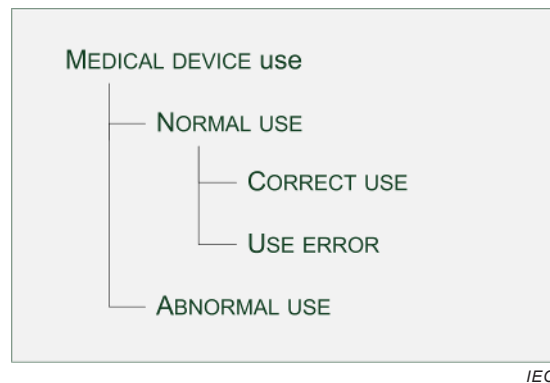 MEDICAL DEVICE use
NORMAL USE
CORRECT USE
USE ERROR
ABNORMAL USE
IEC